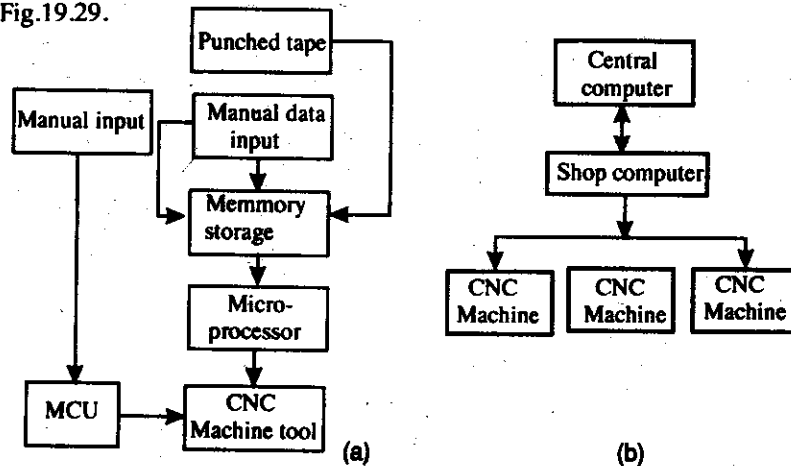 Fig.19.29.
Punched tape
Manual input
Manual data
input
Memmory
storage
Micro-
processor
MCU
CNC
Machine tool
(a)
Central
computer
Shop computer
CNC
Machine
CNC
Machine
CNC
Machine
(b)